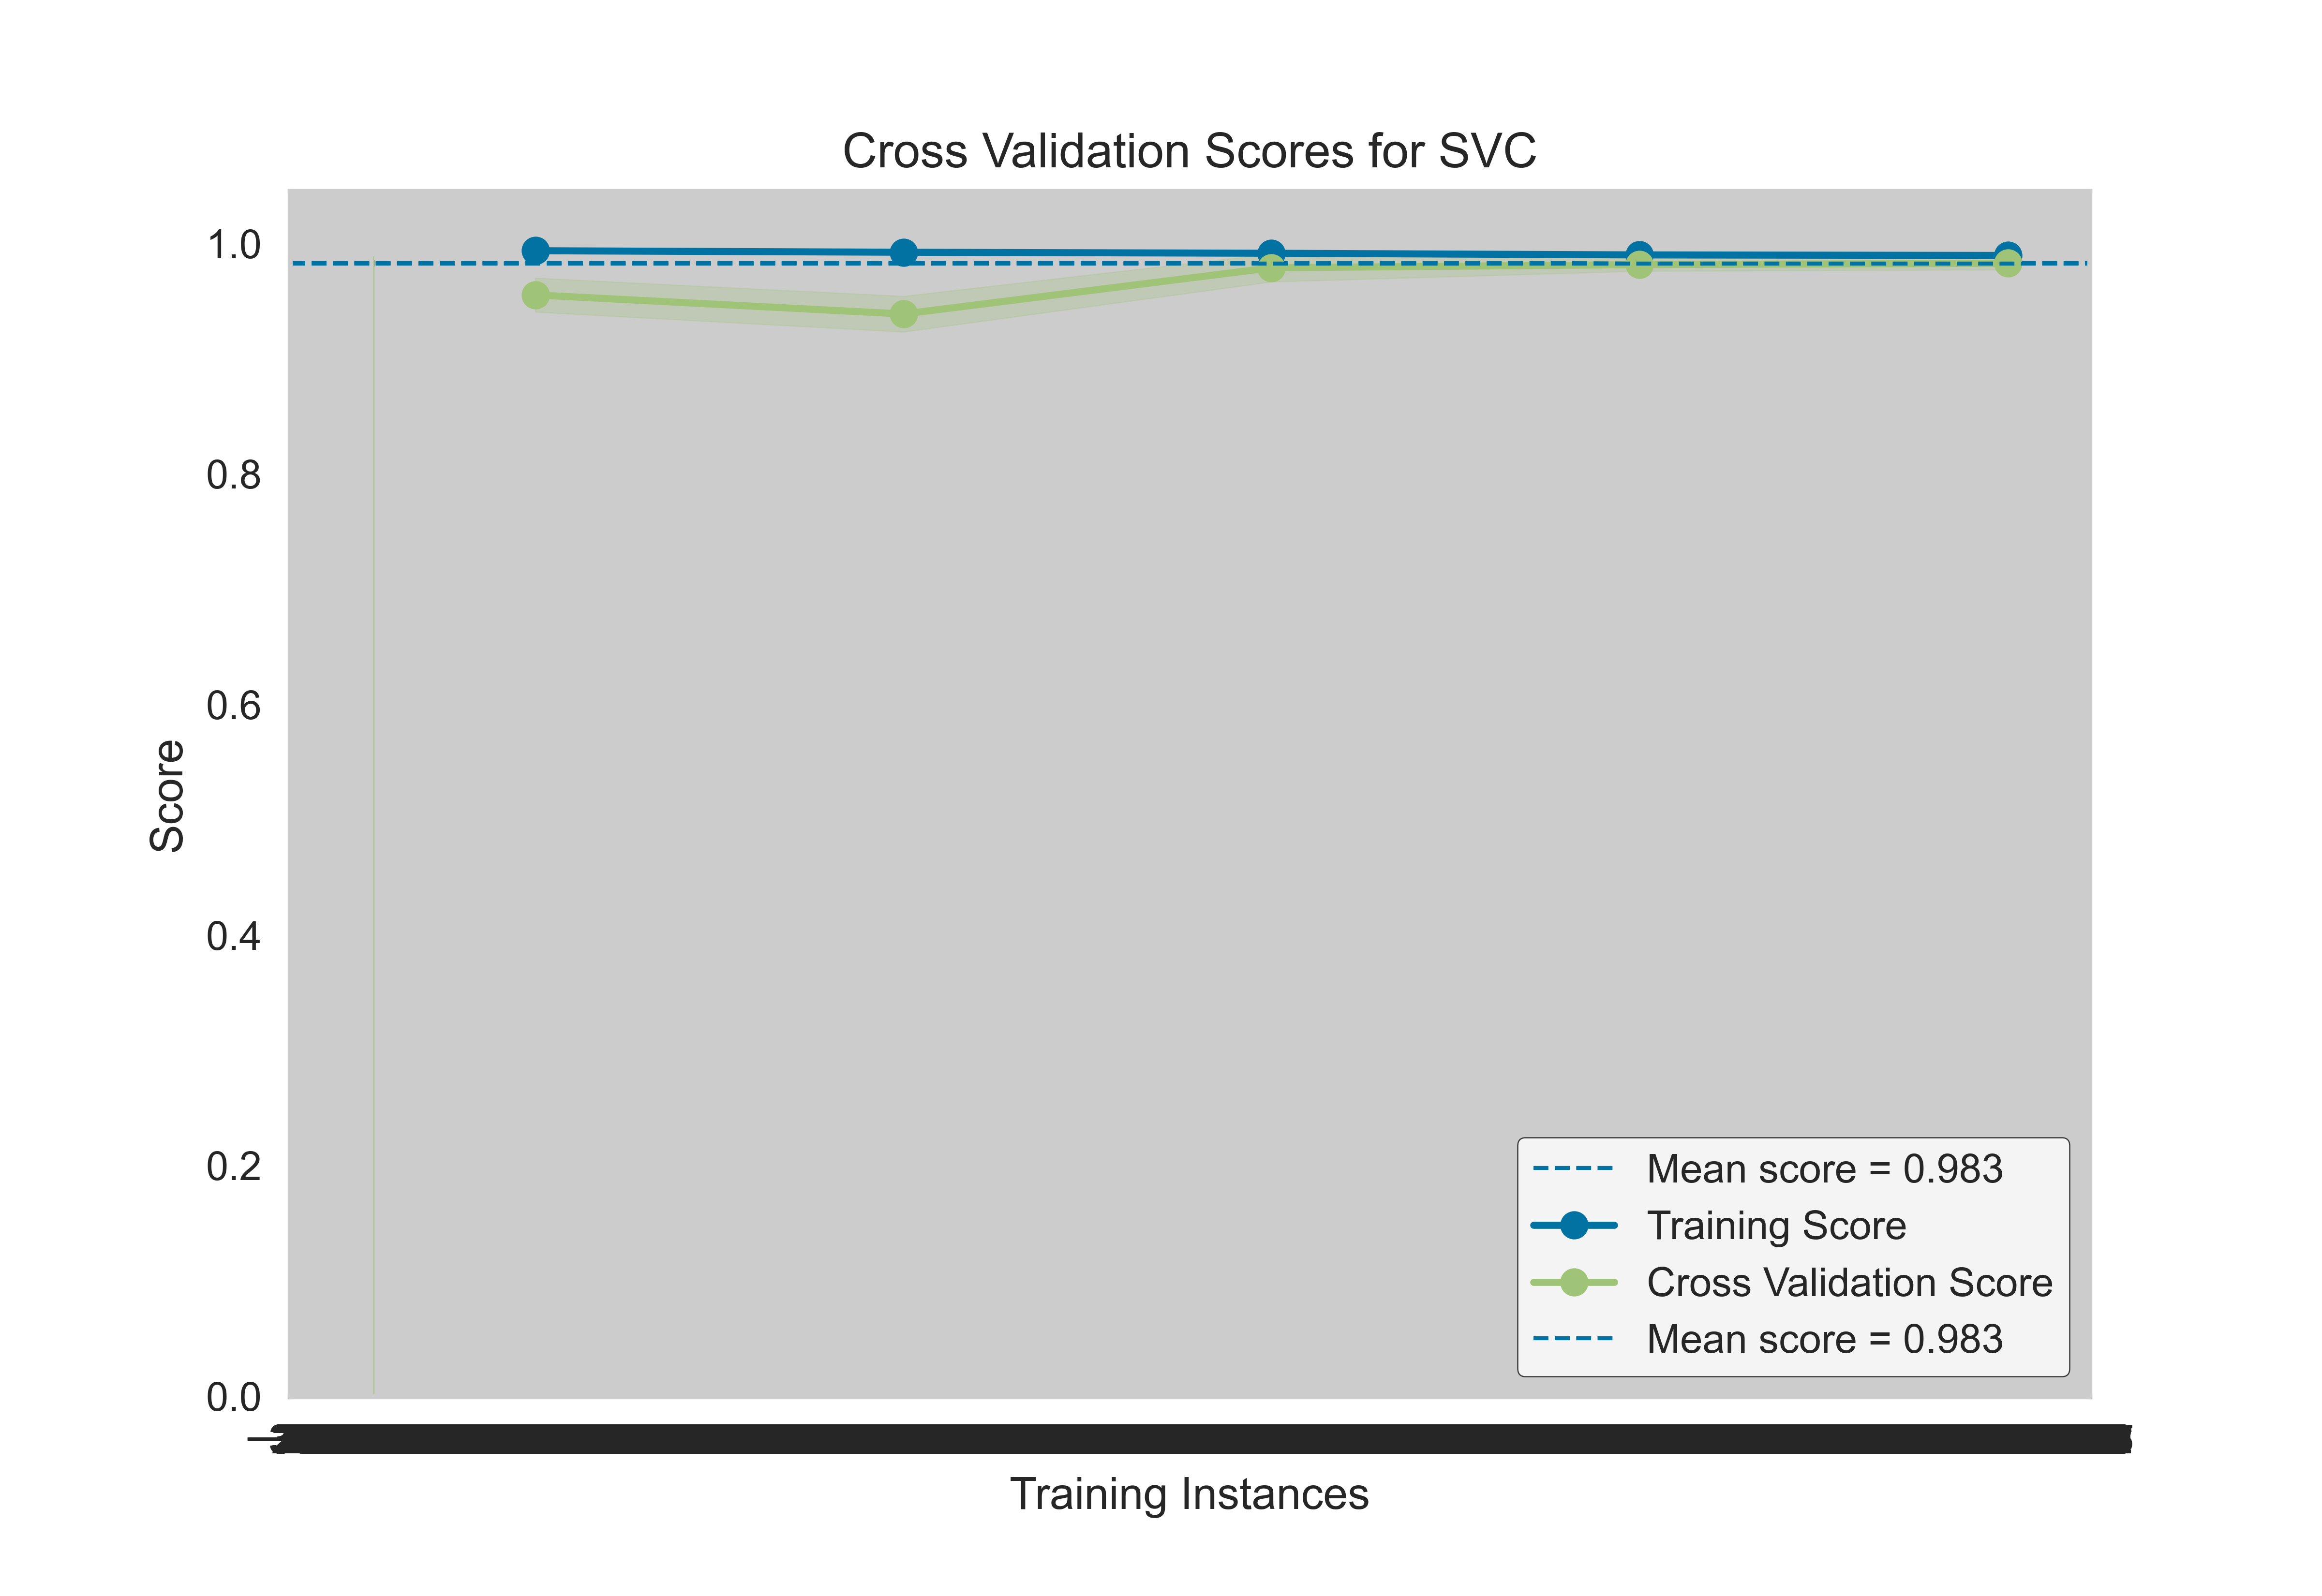 Cross Validation Scores for SVC
1.0
0.8
0.6
0.4
0.2
0.0
Score
Mean score = 0.983
Training Score
Cross Validation Score
Mean score = 0.983
Training Instances